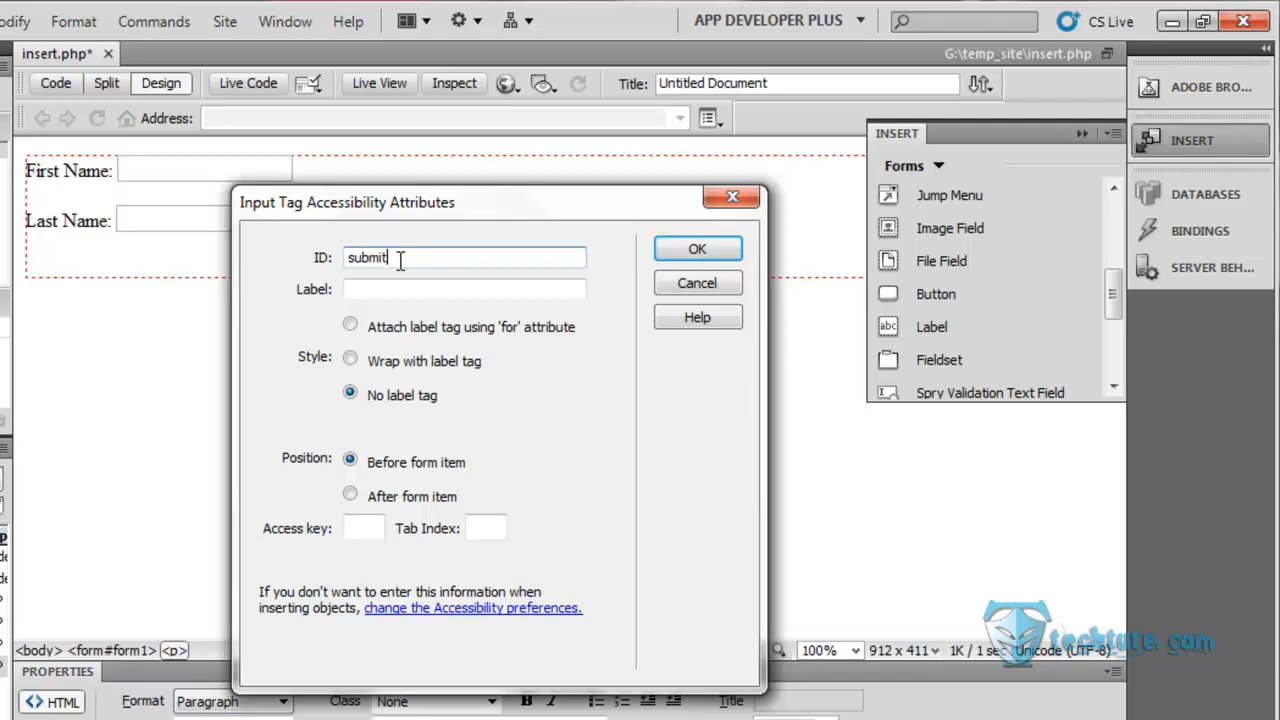 odify Format Commands Site Window Help APP DEVELOPER PLUS CS Live
insert.php* G:\temp_site\insert.php
Code Split Design Live Code Live View Inspect Title: Untitled Document
Address:
INSERT
Forms
Jump Menu
Image Field
File Field
Button
Label
Fieldset
Spry Validation Text Field
ADOBE BRO...
INSERT
DATABASES
BINDINGS
SERVER BEH...
First Name:
Last Name:
Input Tag Accessibility Attributes
ID: submit
Label:
Attach label tag using 'for' attribute
Style: Wrap with label tag
No label tag
Position: Before form item
After form item
Access key: Tab Index:
If you don't want to enter this information when
inserting objects, change the Accessibility preferences.
OK
Cancel
Help
<body> <form#form1> <p> 100% 912 x 411 1K / 1 sec Unicode (UTF-8)
techtute.com
PROPERTIES
<> HTML Format Paragraph Class None B I Title